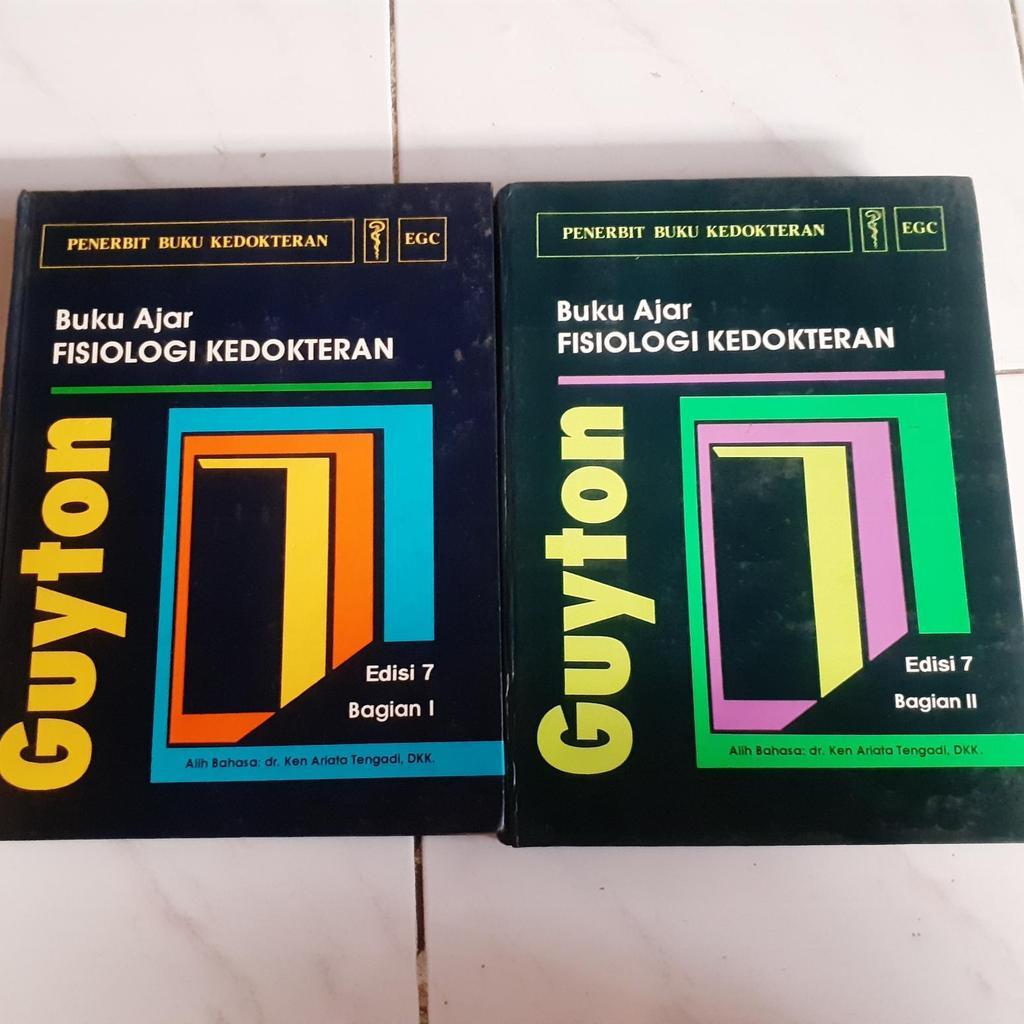 PENERBIT BUKU KEDOKTERAN
EGC
Buku Ajar
FISIOLOGI KEDOKTERAN
Guyton
Edisi 7
Bagian I
Alih Bahasa: dr. Ken Ariata Tengadi, DKK.
PENERBIT BUKU KEDOKTERAN
EGC
Buku Ajar
FISIOLOGI KEDOKTERAN
Guyton
Edisi 7
Bagian II
Alih Bahasa: dr. Ken Ariata Tengadi, DKK.